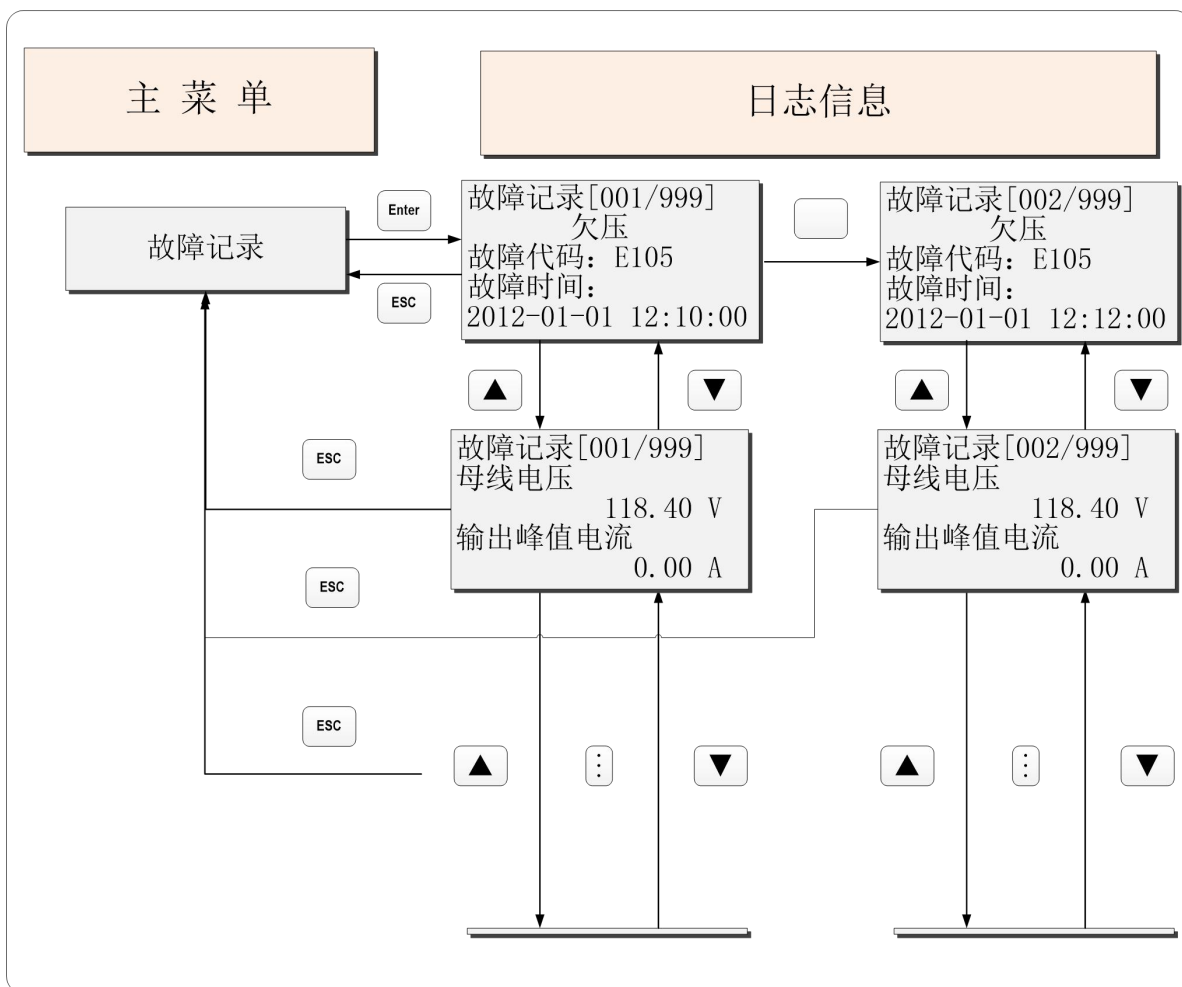 主 菜 单
日志信息
故障记录
Enter
ESC
故障记录[001/999]
欠压
故障代码：E105
故障时间：
2012-01-01 12:10:00
故障记录[002/999]
欠压
故障代码：E105
故障时间：
2012-01-01 12:12:00
▲
▼
▲
▼
ESC
故障记录[001/999]
母线电压
118.40 V
输出峰值电流
0.00 A
故障记录[002/999]
母线电压
118.40 V
输出峰值电流
0.00 A
ESC
ESC
▲
⋮
▼
▲
⋮
▼